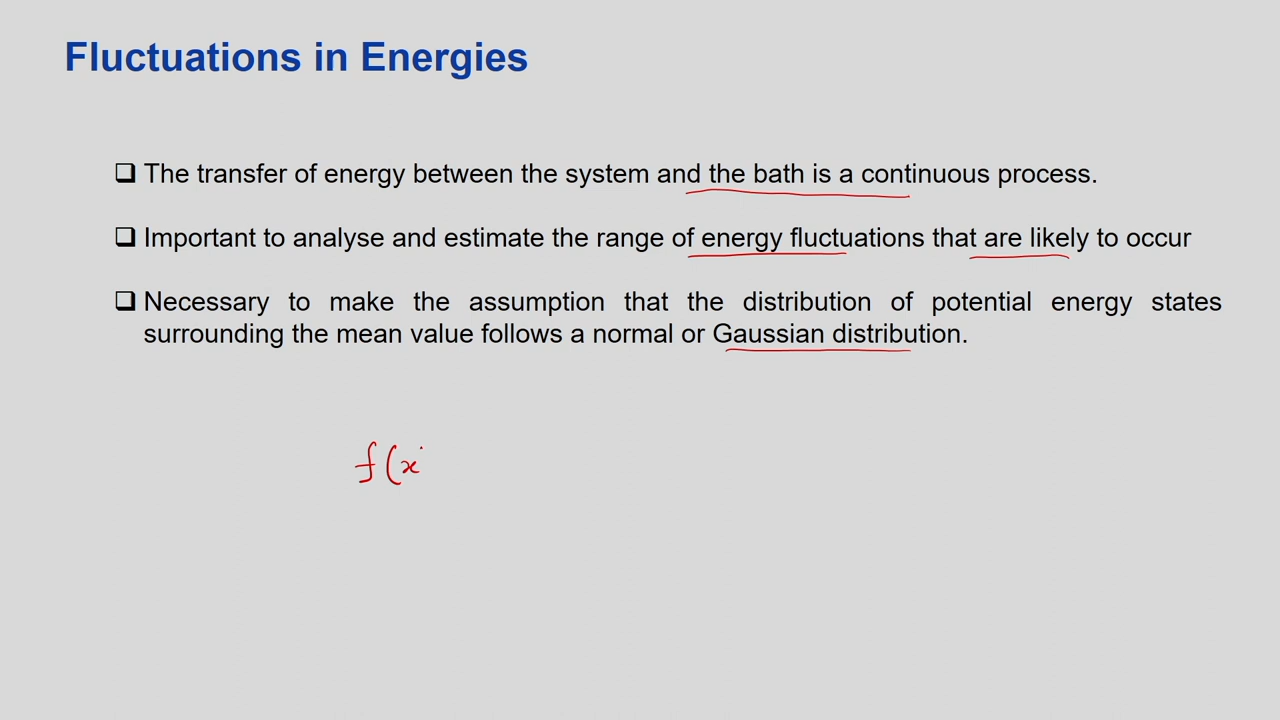 Fluctuations in Energies
❑ The transfer of energy between the system and the bath is a continuous process.
❑ Important to analyse and estimate the range of energy fluctuations that are likely to occur
❑ Necessary to make the assumption that the distribution of potential energy states
surrounding the mean value follows a normal or Gaussian distribution.
f(x